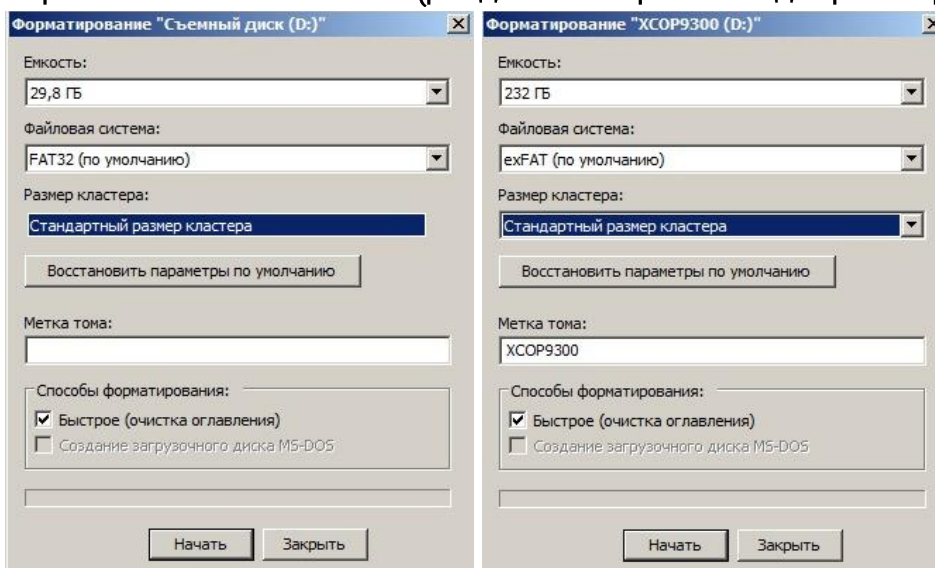 Форматирование "Съемный диск (D:)"
Емкость:
29,8 ГБ
Файловая система:
FAT32 (по умолчанию)
Размер кластера:
Стандартный размер кластера
Восстановить параметры по умолчанию
Метка тома:
Способы форматирования:
Быстрое (очистка оглавления)
Создание загрузочного диска MS-DOS
Начать
Закрыть
Форматирование "XCOP9300 (D:)"
Емкость:
232 ГБ
Файловая система:
exFAT (по умолчанию)
Размер кластера:
Стандартный размер кластера
Восстановить параметры по умолчанию
Метка тома:
XCOP9300
Способы форматирования:
Быстрое (очистка оглавления)
Создание загрузочного диска MS-DOS
Начать
Закрыть